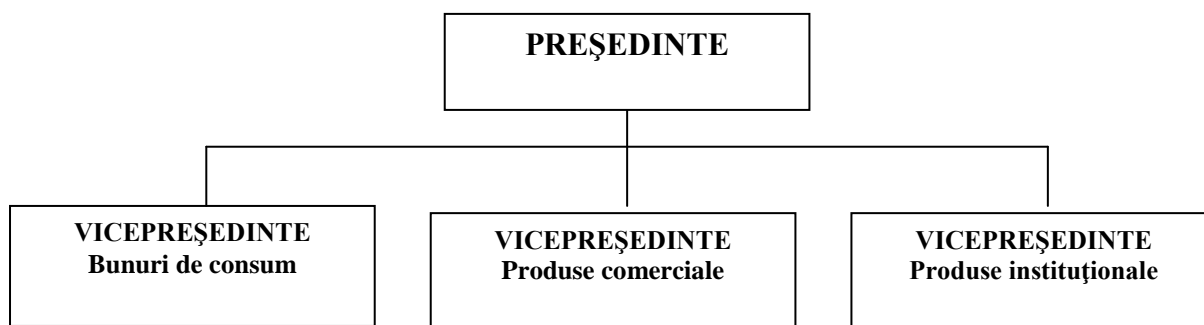 PREŞEDINTE
VICEPREŞEDINTE
Bunuri de consum
VICEPREŞEDINTE
Produse comerciale
VICEPREŞEDINTE
Produse instituţionale